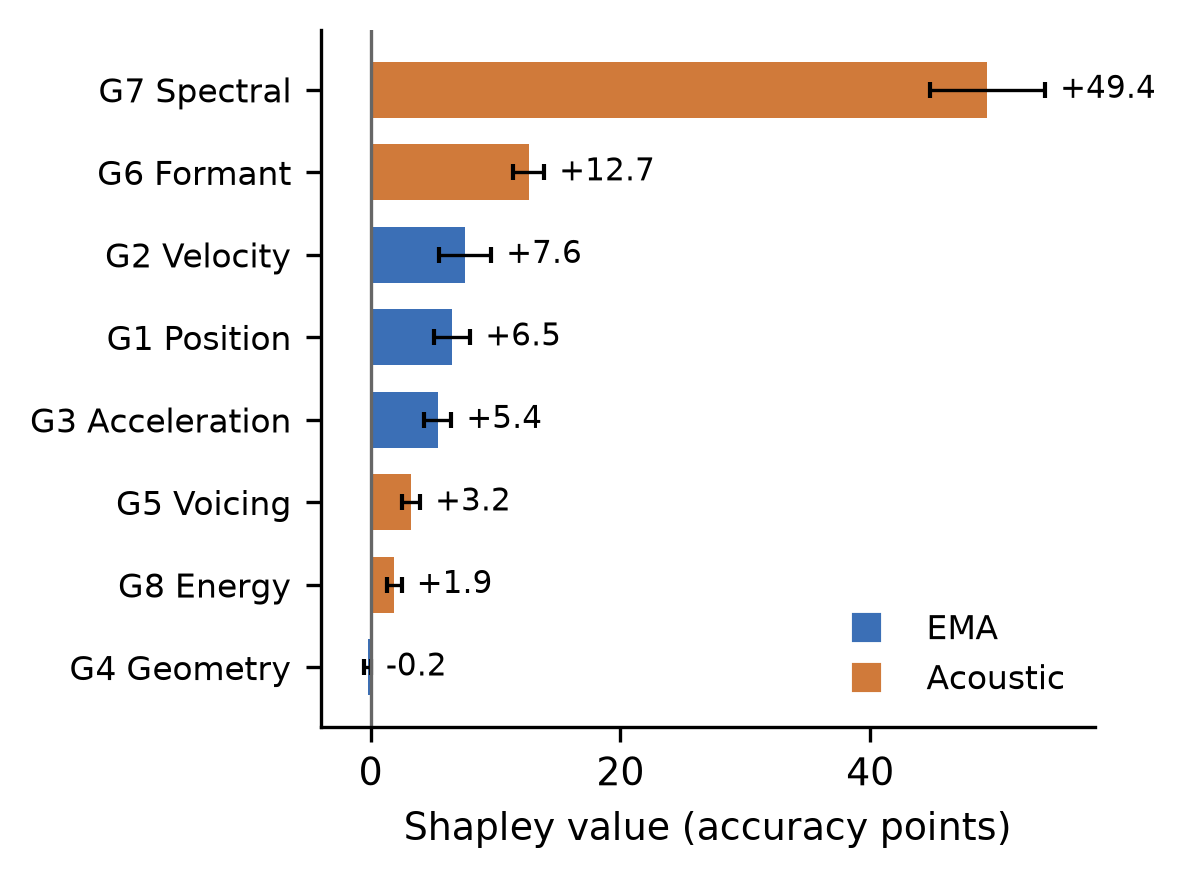 G7 Spectral +49.4
G6 Formant +12.7
G2 Velocity +7.6
G1 Position +6.5
G3 Acceleration +5.4
G5 Voicing +3.2
G8 Energy +1.9
G4 Geometry -0.2
EMA
Acoustic
0 20 40
Shapley value (accuracy points)